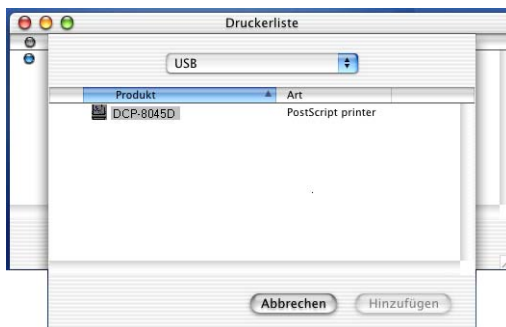 Druckerliste
USB
Produkt Art
DCP-8045D PostScript printer
Abbrechen Hinzufügen